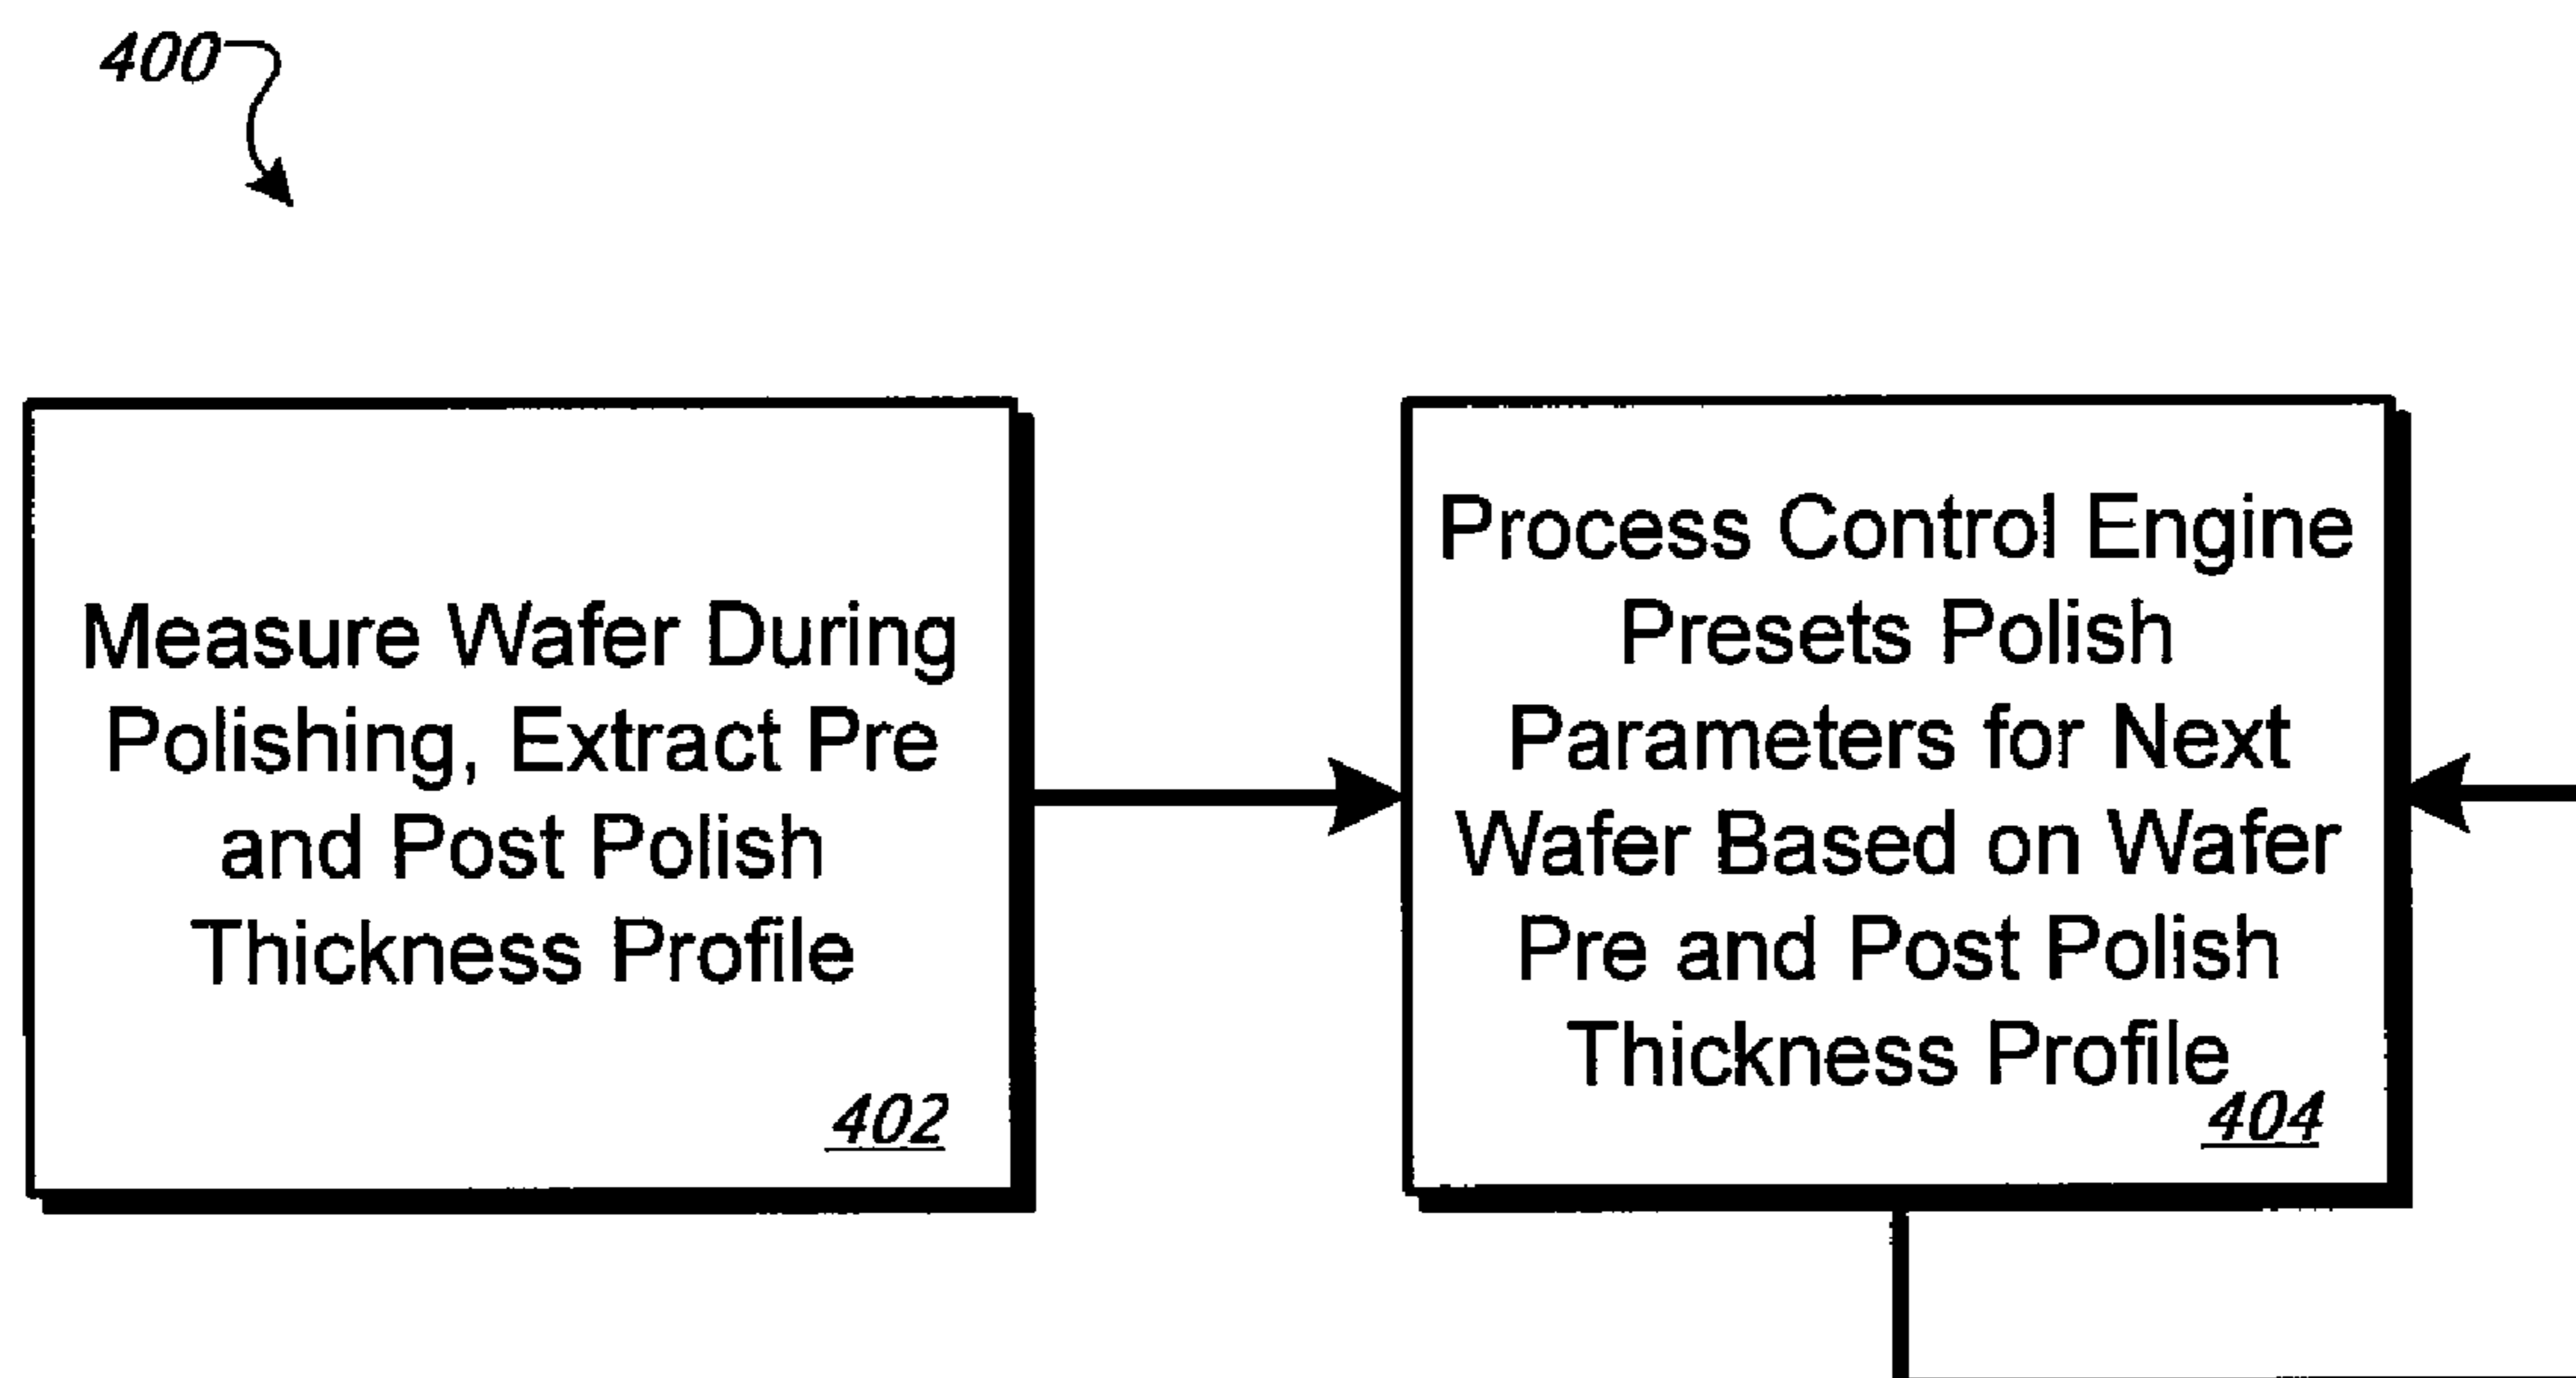 400
Measure Wafer During
Polishing, Extract Pre
and Post Polish
Thickness Profile
402
Process Control Engine
Presets Polish
Parameters for Next
Wafer Based on Wafer
Pre and Post Polish
Thickness Profile
404